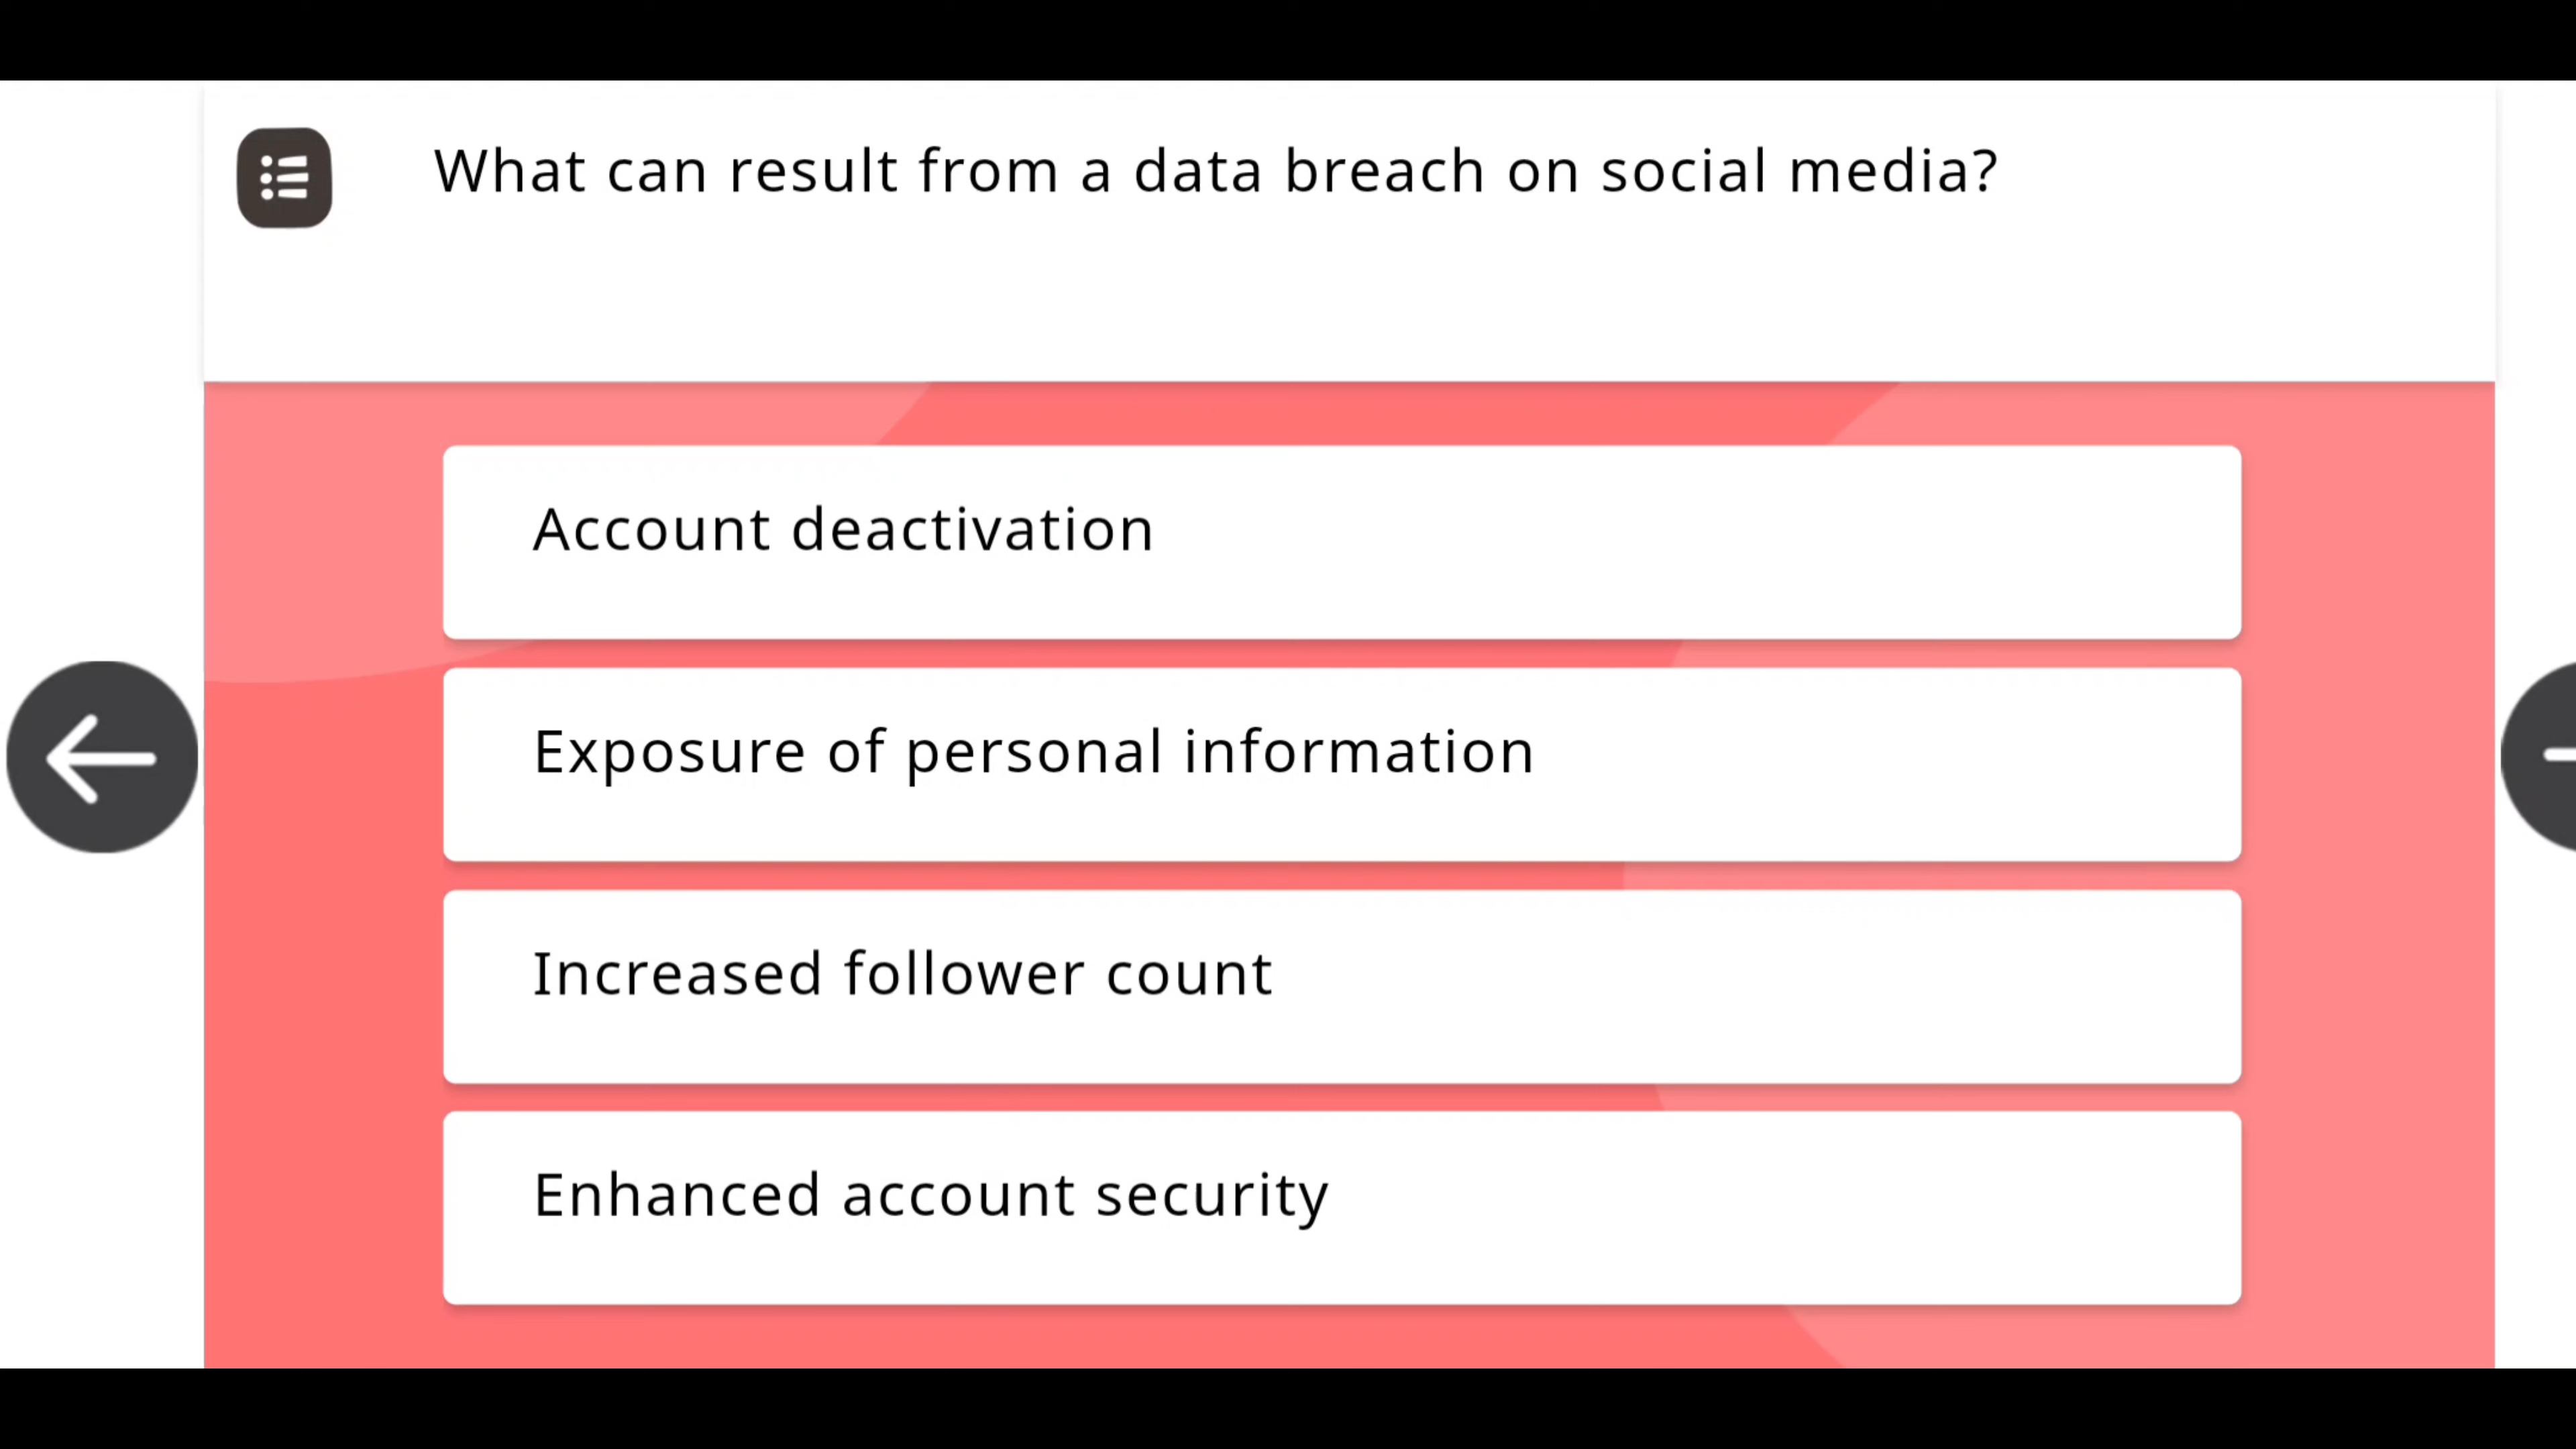 What can result from a data breach on social media?
Account deactivation
Exposure of personal information
Increased follower count
Enhanced account security